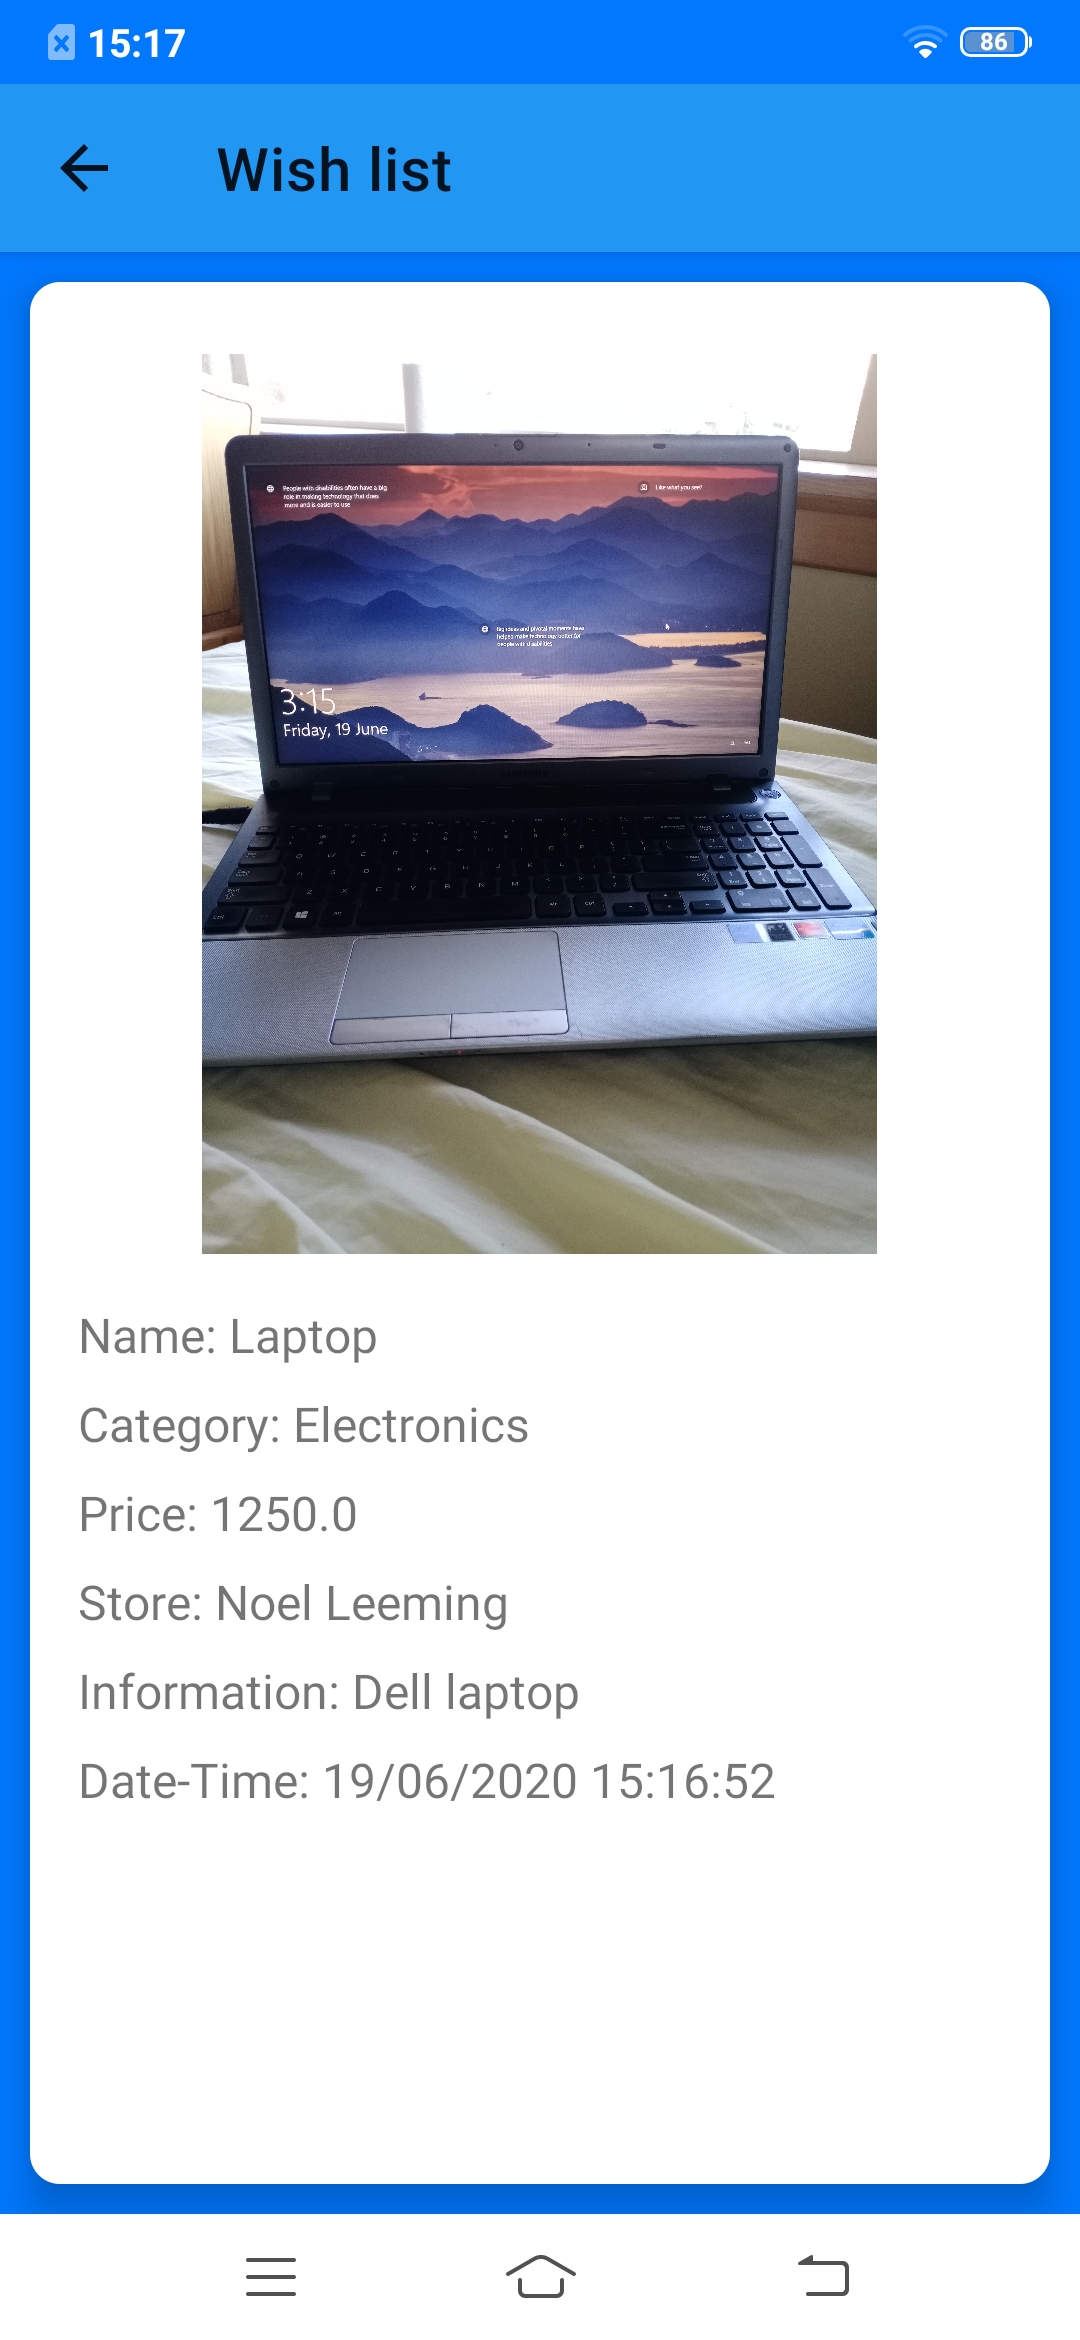 15:17
86
Wish list
People with disabilities often have a big
role in making technology that does
more and is easier to use
Like what you see?
Big ideas and pivotal moments have
helped make technology better for
people with disabilities
3:15
Friday, 19 June
Name: Laptop
Category: Electronics
Price: 1250.0
Store: Noel Leeming
Information: Dell laptop
Date-Time: 19/06/2020 15:16:52